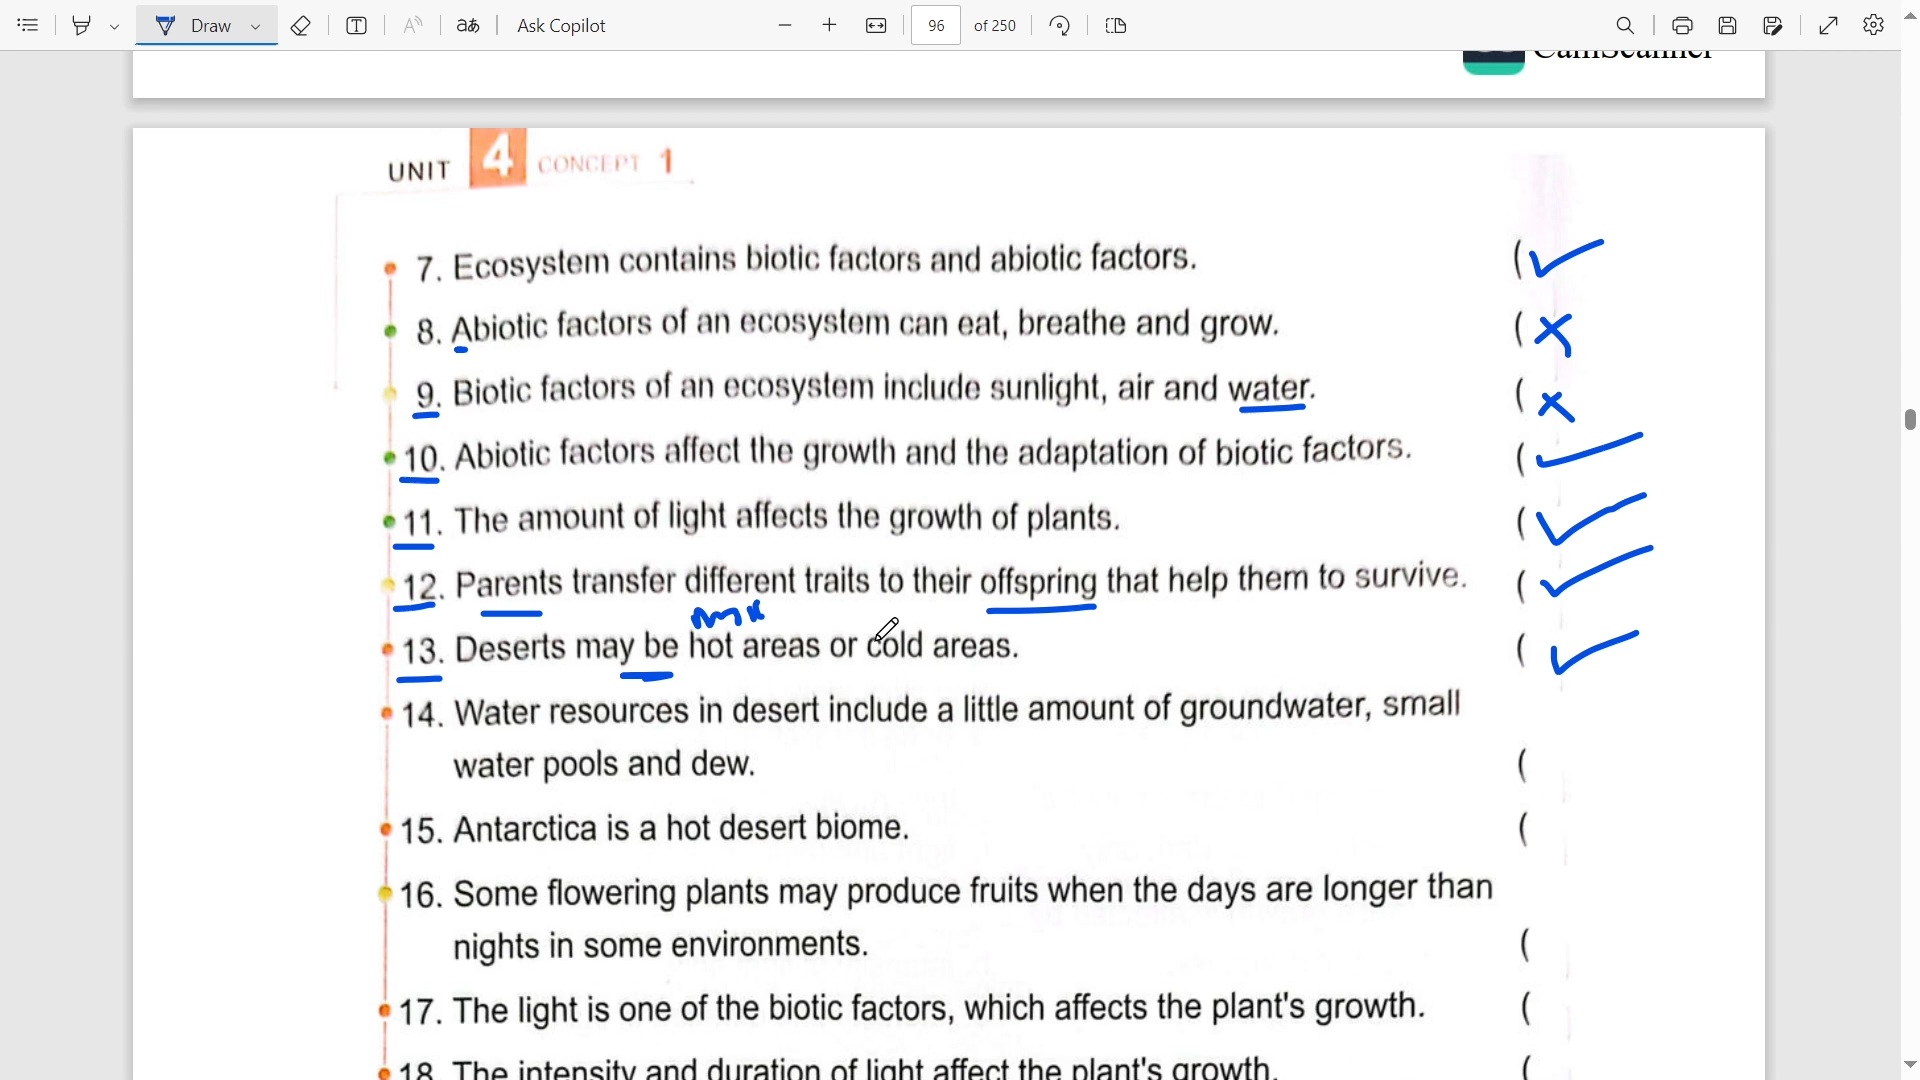 Draw
Ask Copilot
96 of 250
CamScanner
UNIT 4 CONCEPT 1
7. Ecosystem contains biotic factors and abiotic factors. (
8. Abiotic factors of an ecosystem can eat, breathe and grow. (
9. Biotic factors of an ecosystem include sunlight, air and water. (
10. Abiotic factors affect the growth and the adaptation of biotic factors. (
11. The amount of light affects the growth of plants. (
12. Parents transfer different traits to their offspring that help them to survive. (
13. Deserts may be hot areas or cold areas. (
14. Water resources in desert include a little amount of groundwater, small
water pools and dew. (
15. Antarctica is a hot desert biome. (
16. Some flowering plants may produce fruits when the days are longer than
nights in some environments. (
17. The light is one of the biotic factors, which affects the plant's growth. (
18. The intensity and duration of light affect the plant's growth. (